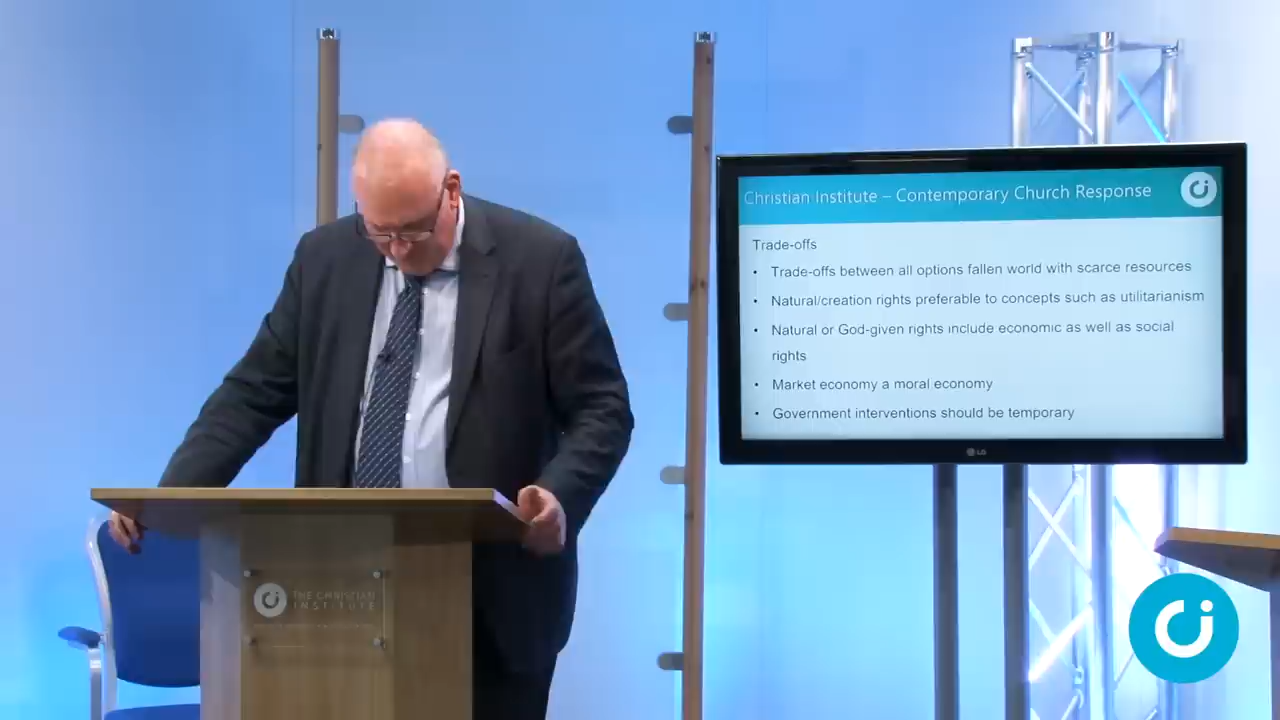 Christian Institute – Contemporary Church Response
Trade-offs
• Trade-offs between all options fallen world with scarce resources
• Natural/creation rights preferable to concepts such as utilitarianism
• Natural or God-given rights include economic as well as social
rights
• Market economy a moral economy
• Government interventions should be temporary
LG
THE CHRISTIAN
INSTITUTE